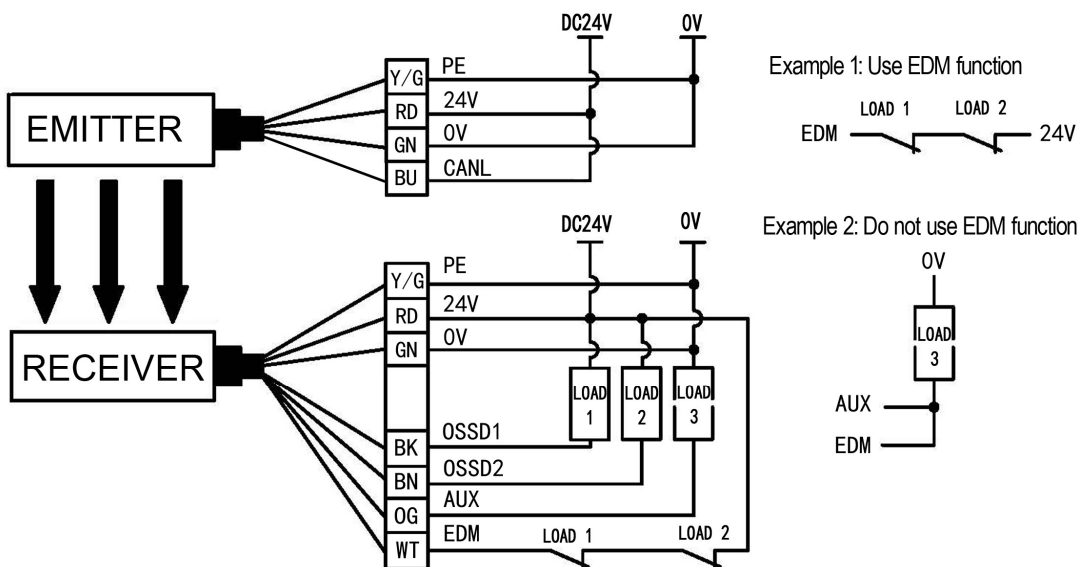 DC24V 0V
EMITTER
Y/G PE
RD 24V
GN 0V
BU CANL
Example 1: Use EDM function
LOAD 1 LOAD 2
EDM 24V
DC24V 0V
RECEIVER
Y/G PE
RD 24V
GN 0V
LOAD 1
LOAD 2
LOAD 3
BK OSSD1
BN OSSD2
OG AUX
WT EDM
LOAD 1 LOAD 2
Example 2: Do not use EDM function
0V
LOAD
3
AUX
EDM